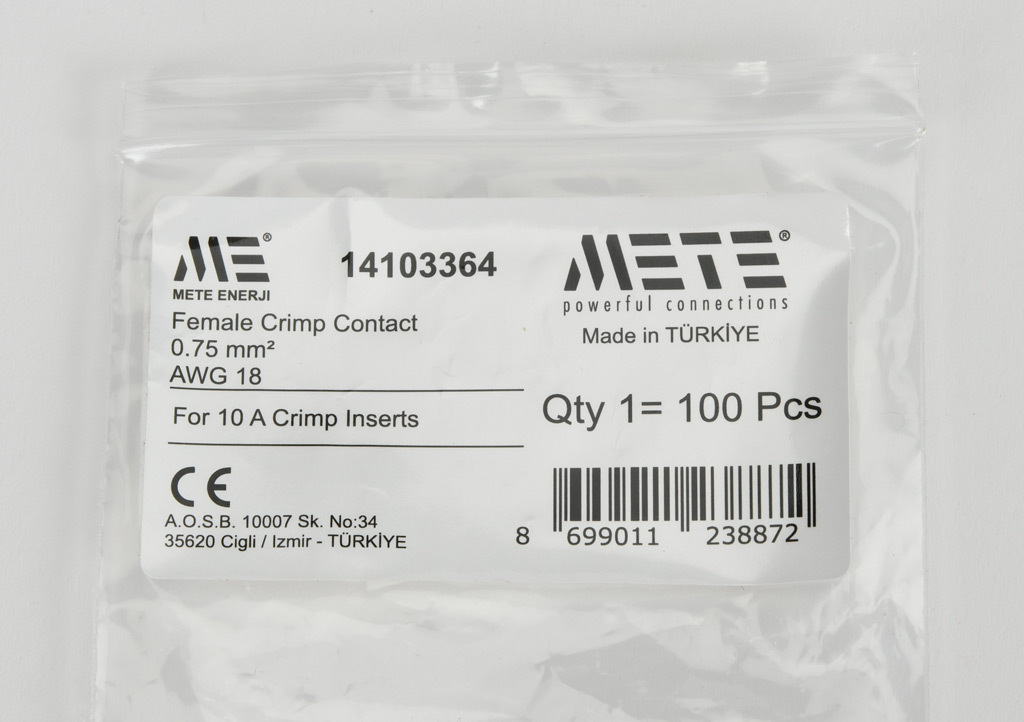 ME®
METE ENERJI
14103364
Female Crimp Contact
0.75 mm²
AWG 18
For 10 A Crimp Inserts
CE
A.O.S.B. 10007 Sk. No:34
35620 Cigli / Izmir - TÜRKİYE
METE®
powerful connections
Made in TÜRKİYE
Qty 1= 100 Pcs
8 699011 238872